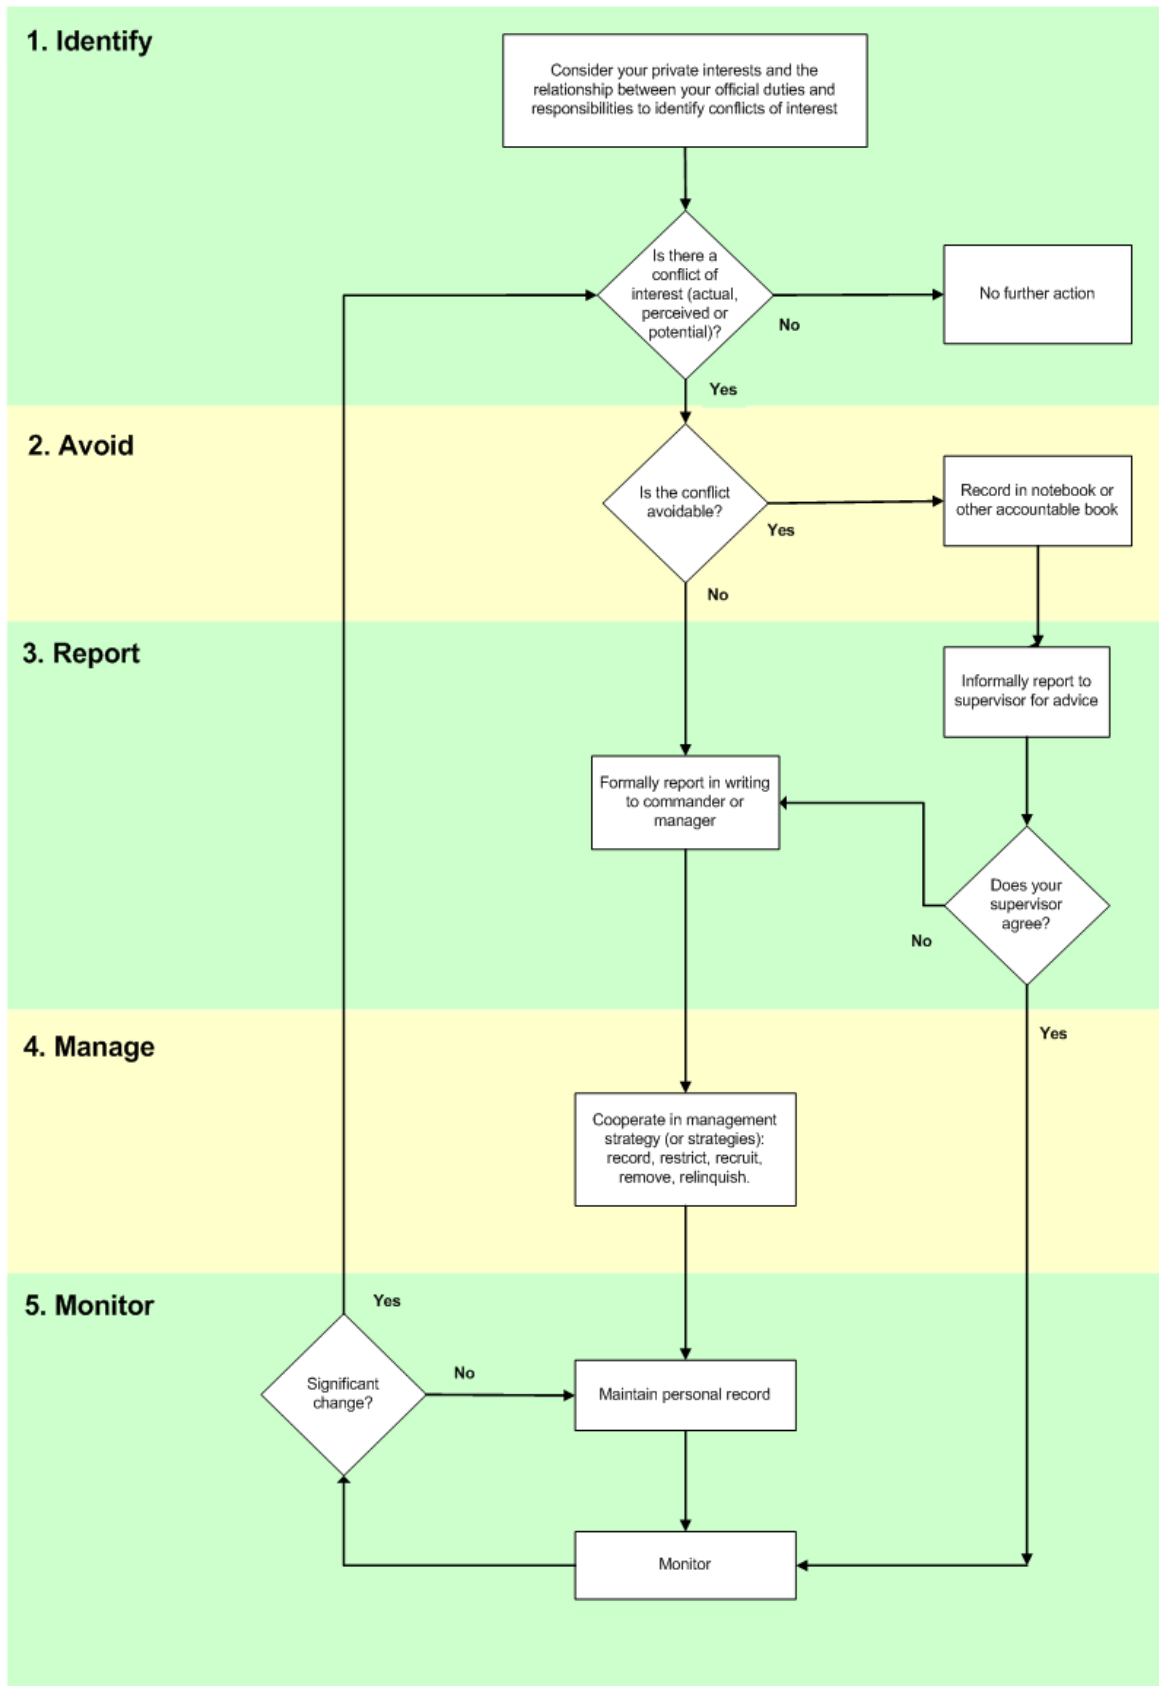 1. Identify
Consider your private interests and the
relationship between your official duties and
responsibilities to identify conflicts of interest
Is there a
conflict of
interest (actual,
perceived or
potential)?
No
No further action
Yes
2. Avoid
Is the conflict
avoidable?
Yes
Record in notebook or
other accountable book
No
3. Report
Informally report to
supervisor for advice
Formally report in writing
to commander or
manager
Does your
supervisor
agree?
No
Yes
4. Manage
Cooperate in management
strategy (or strategies):
record, restrict, recruit,
remove, relinquish.
5. Monitor
Yes
Significant
change?
No
Maintain personal record
Monitor